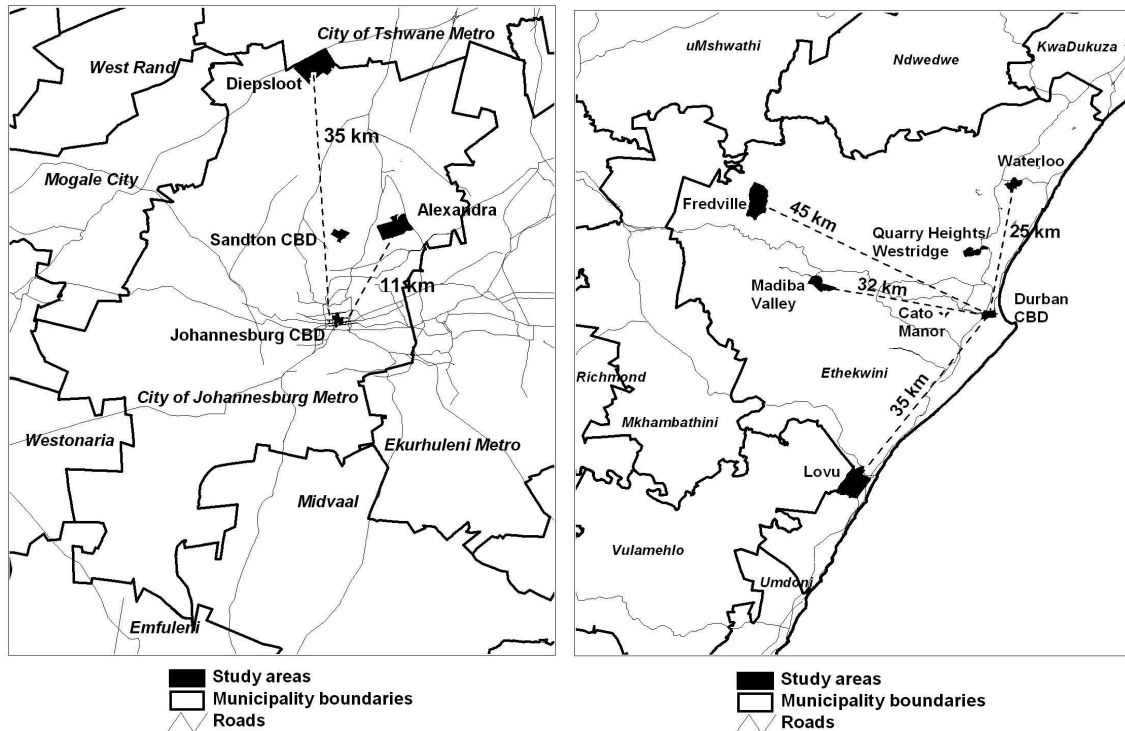 City of Tshwane Metro
West Rand
Diepsloot
35 km
Mogale City
Alexandra
Sandton CBD
11 km
Johannesburg CBD
City of Johannesburg Metro
Westonaria
Ekurhuleni Metro
Midvaal
Emfuleni
Study areas
Municipality boundaries
Roads
uMshwathi
KwaDukuza
Ndwedwe
Waterloo
Fredville
45 km
Quarry Heights/
Westridge
25 km
Madiba
Valley
32 km
Cato
Manor
Durban
CBD
Ethekwini
Richmond
35 km
Mkhambathini
Lovu
Vulamehlo
Umdoni
Study areas
Municipality boundaries
Roads